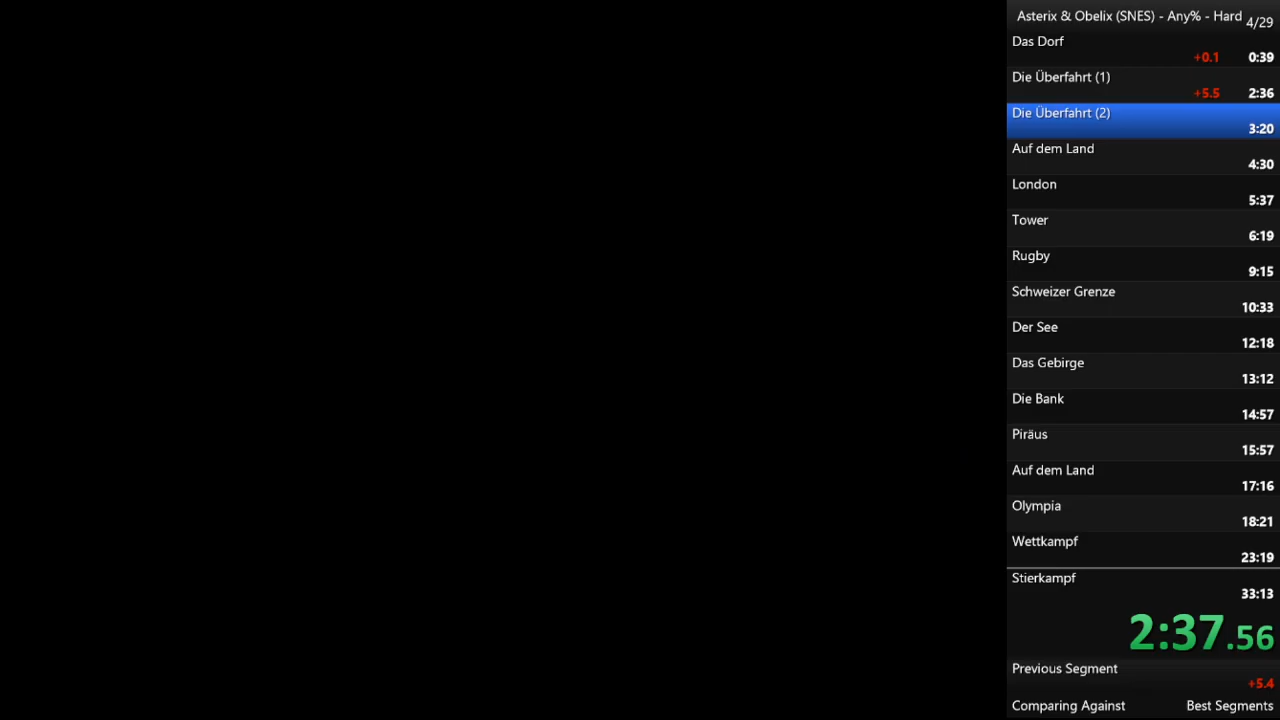 Asterix & Obelix (SNES) - Any% - Hard 4/29
Das Dorf
+0.1 0:39
Die Überfahrt (1)
+5.5 2:36
Die Überfahrt (2)
3:20
Auf dem Land
4:30
London
5:37
Tower
6:19
Rugby
9:15
Schweizer Grenze
10:33
Der See
12:18
Das Gebirge
13:12
Die Bank
14:57
Piräus
15:57
Auf dem Land
17:16
Olympia
18:21
Wettkampf
23:19
Stierkampf
33:13
2:37.56
Previous Segment
+5.4
Comparing Against Best Segments